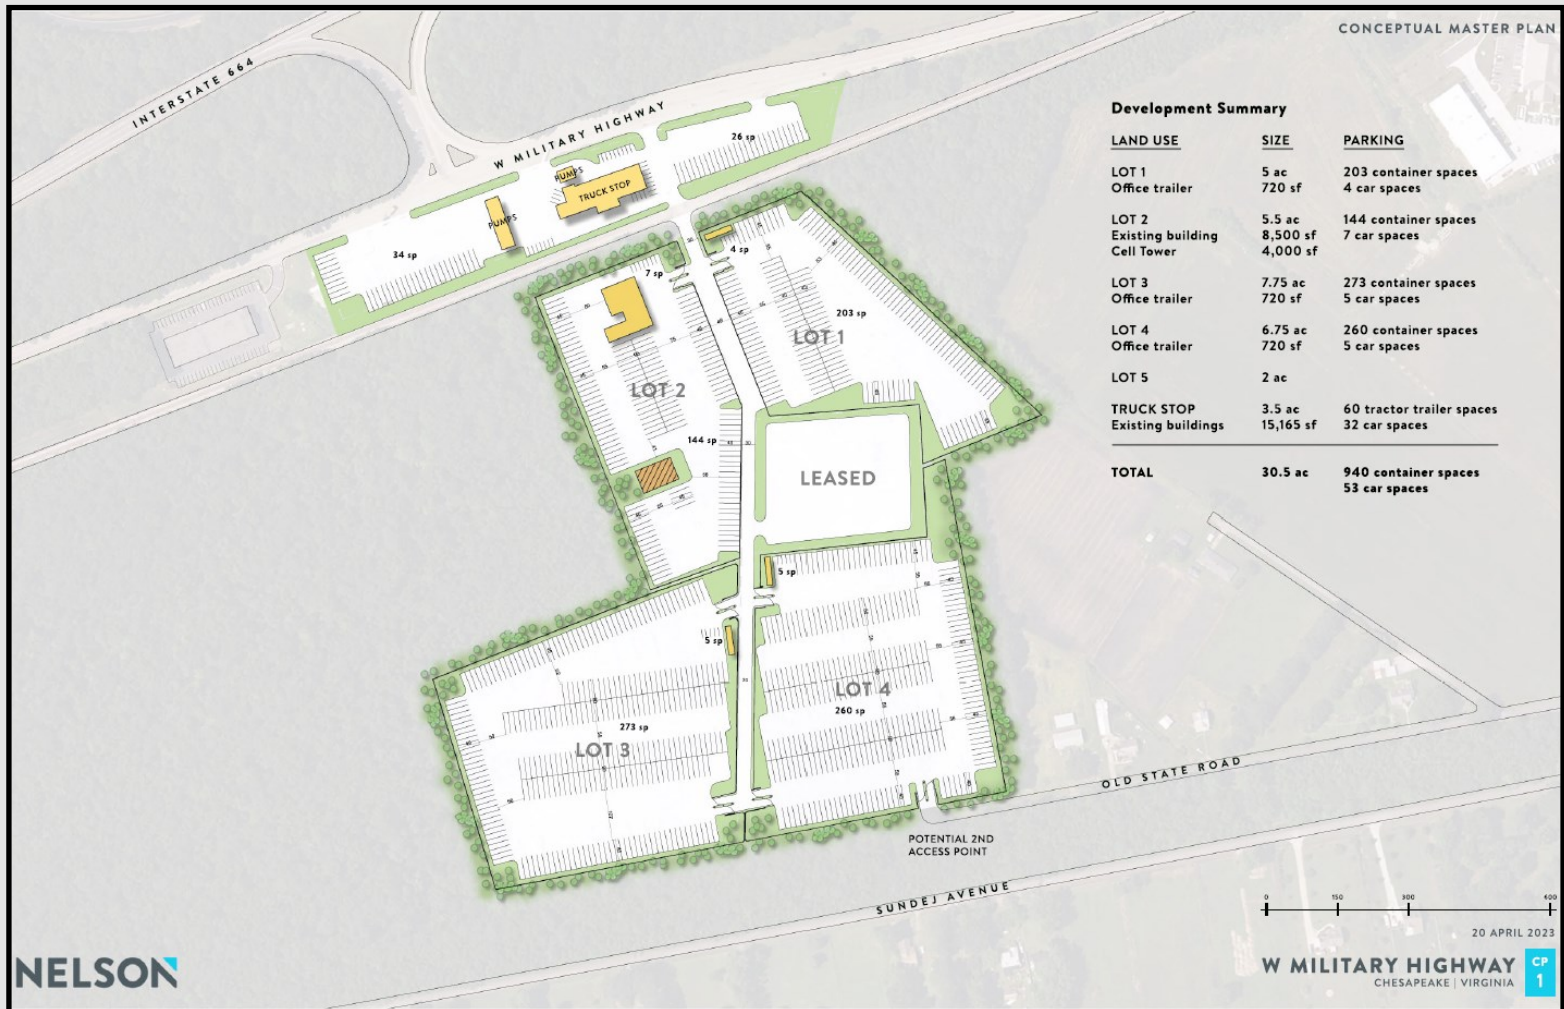 CONCEPTUAL MASTER PLAN
INTERSTATE 664
W MILITARY HIGHWAY
26 sp
PUMPS
TRUCK STOP
PUMPS
34 sp
4 sp
7 sp
203 sp
LOT 1
LOT 2
144 sp
LEASED
5 sp
5 sp
LOT 4
260 sp
273 sp
LOT 3
OLD STATE ROAD
POTENTIAL 2ND
ACCESS POINT
SUNDEJ AVENUE
Development Summary
LAND USE SIZE PARKING
LOT 1 5 ac 203 container spaces
Office trailer 720 sf 4 car spaces
LOT 2 5.5 ac 144 container spaces
Existing building 8,500 sf 7 car spaces
Cell Tower 4,000 sf
LOT 3 7.75 ac 273 container spaces
Office trailer 720 sf 5 car spaces
LOT 4 6.75 ac 260 container spaces
Office trailer 720 sf 5 car spaces
LOT 5 2 ac
TRUCK STOP 3.5 ac 60 tractor trailer spaces
Existing buildings 15,165 sf 32 car spaces
TOTAL 30.5 ac 940 container spaces
53 car spaces
0 150 300 600
20 APRIL 2023
NELSON
W MILITARY HIGHWAY
CHESAPEAKE | VIRGINIA
CP
1